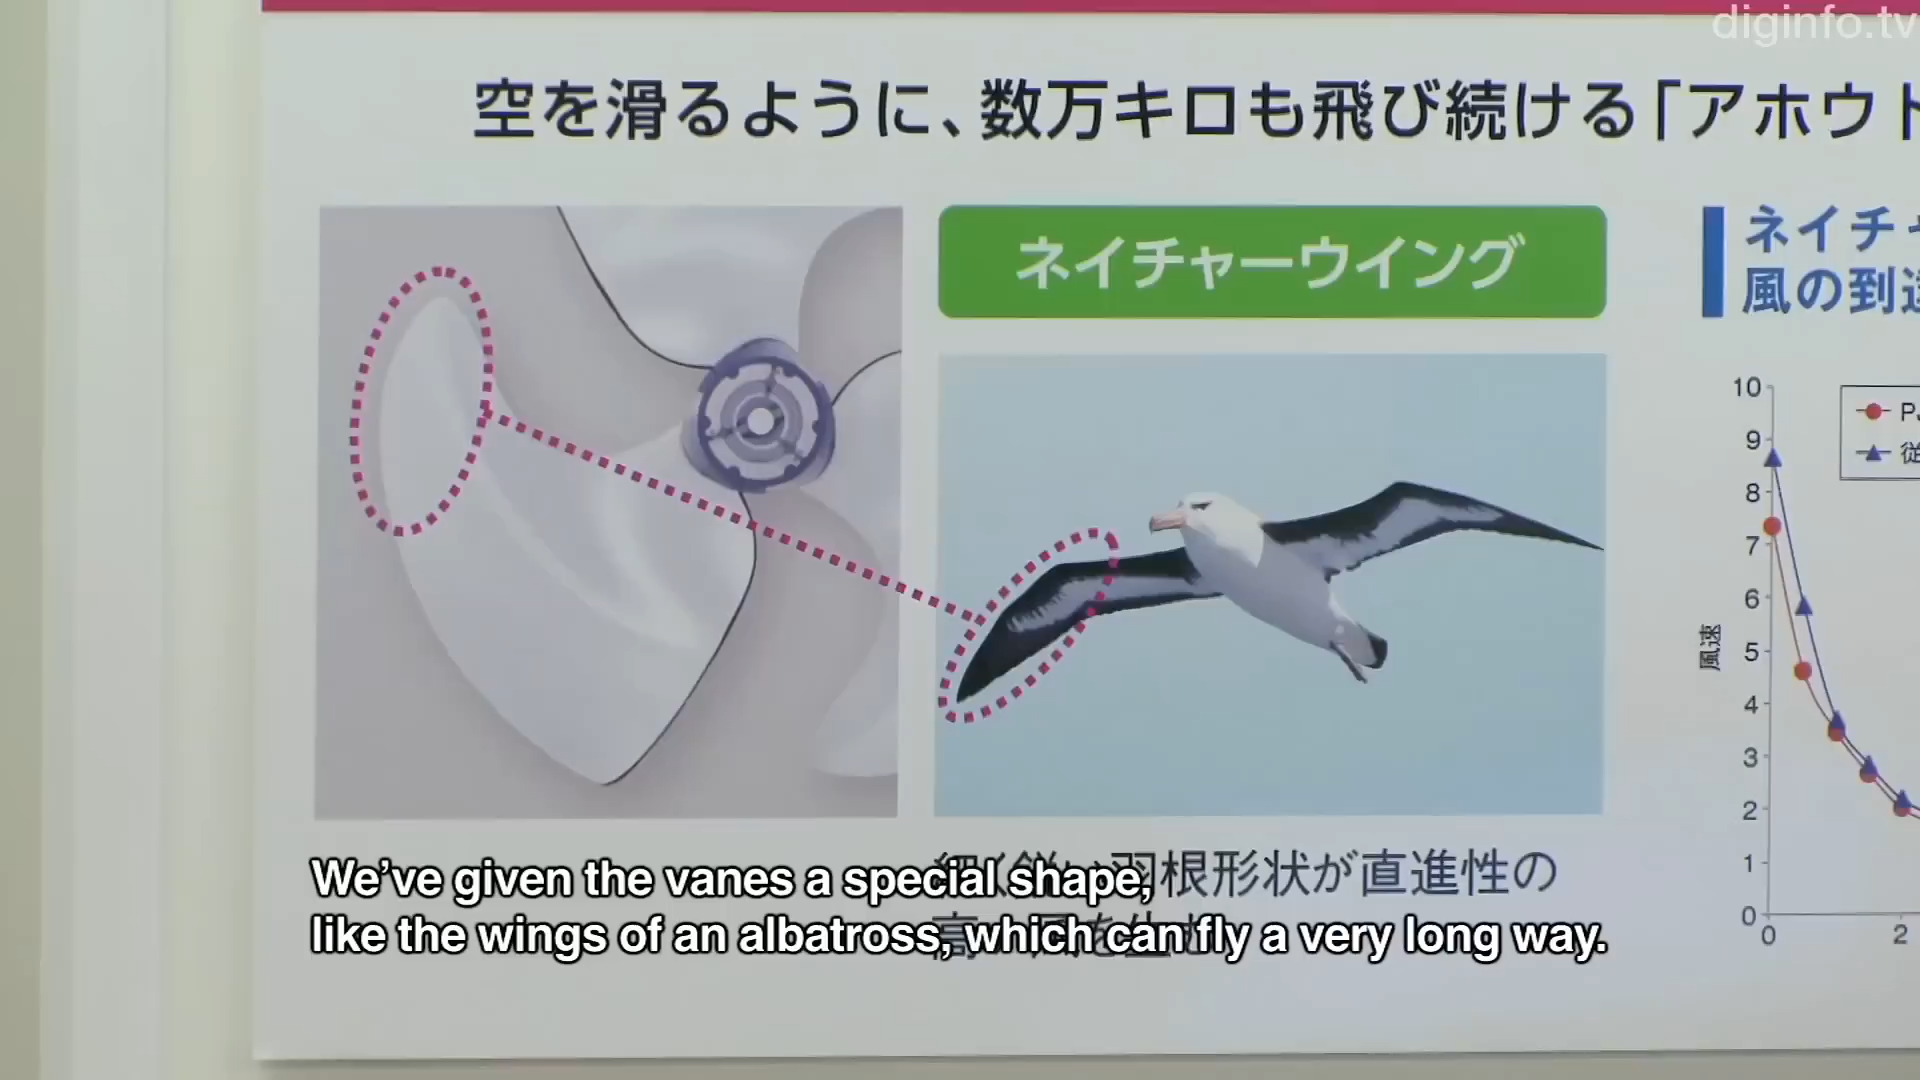 diginfo.tv
空を滑るように、数万キロも飛び続ける「アホウト
ネイチャーウイング
ネイチャ
風の到達
10
9
8
7
6
5
4
3
2
1
0
0
2
風速
P
従
羽根形状が直進性の
We've given the vanes a special shape,
like the wings of an albatross, which can fly a very long way.